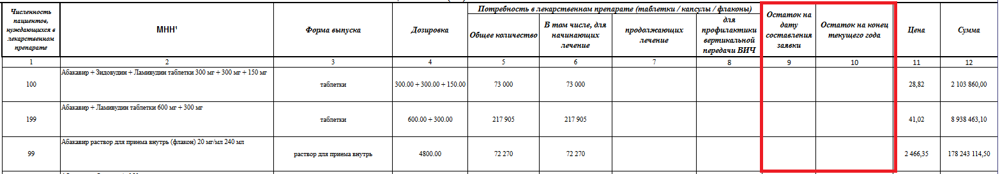 Численность
пациентов,
нуждающихся в
лекарственном
препарате
МНН¹
Форма выпуска
Дозировка
Потребность в лекарственном препарате (таблетки / капсулы / флаконы)
Общее количество
В том числе, для
начинающих
лечение
продолжающих
лечение
для
профилактики
вертикальной
передачи ВИЧ
Остаток на
дату
составления
заявки
Остаток на конец
текущего года
Цена
Сумма
1 2 3 4 5 6 7 8 9 10 11 12
100 Абакавир + Зидовудин + Ламивудин таблетки 300 мг + 300 мг + 150 мг таблетки 300.00 + 300.00 + 150.00 73 000 73 000 28,82 2 103 860,00
199 Абакавир + Ламивудин таблетки 600 мг + 300 мг таблетки 600.00 + 300.00 217 905 217 905 41,02 8 938 463,10
99 Абакавир раствор для приема внутрь (флакон) 20 мг/мл 240 мл раствор для приема внутрь 4800.00 72 270 72 270 2 466,35 178 243 114,50